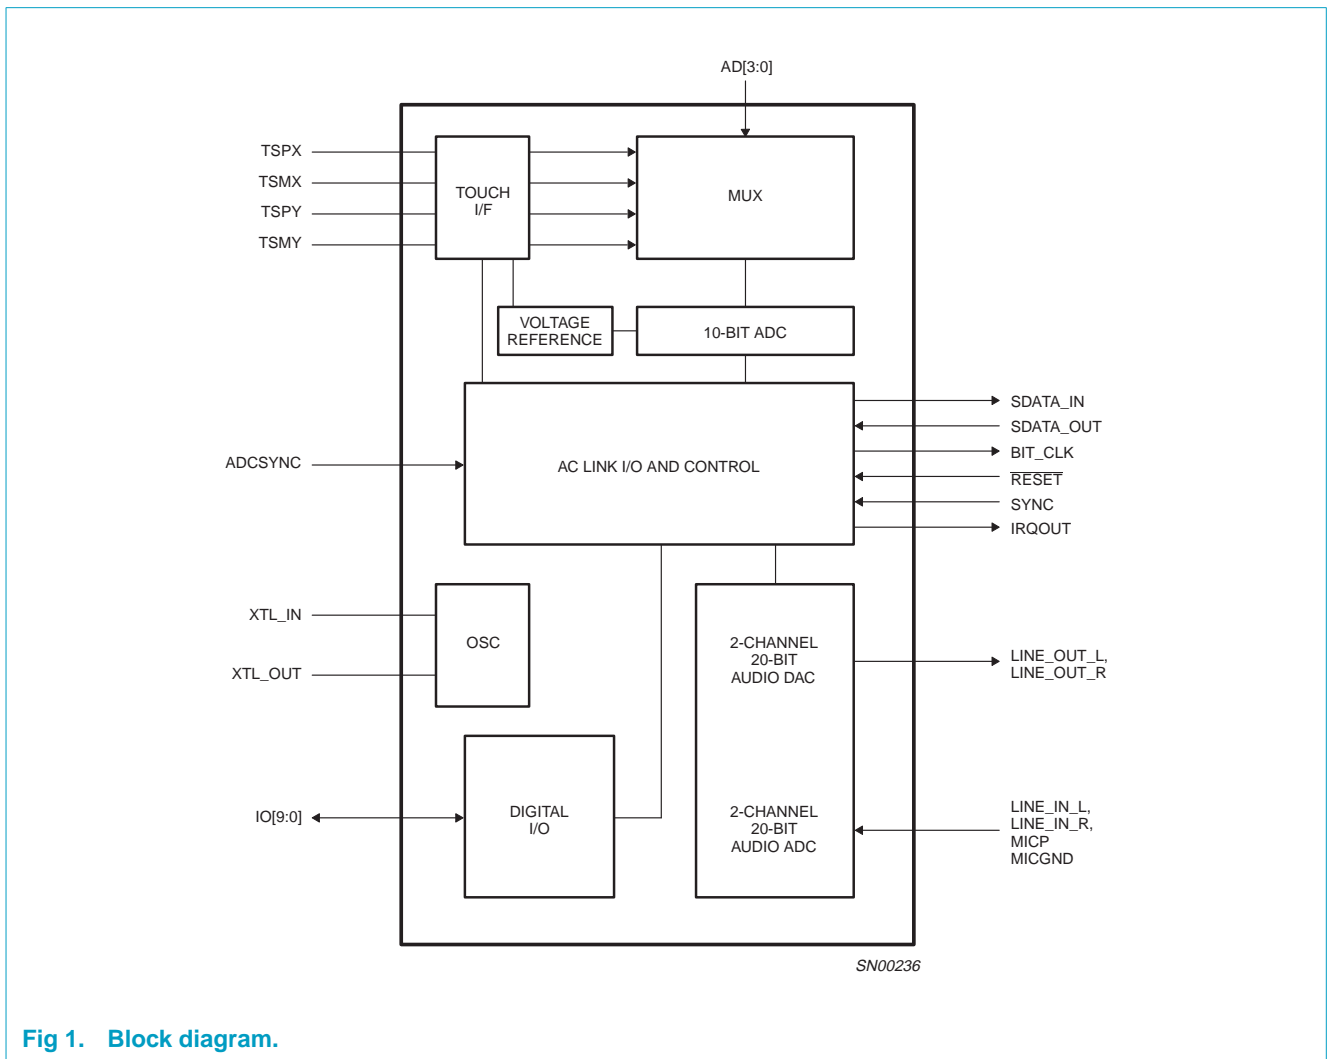 AD[3:0]
TSPX
TSMX
TSPY
TSMY
TOUCH
I/F
MUX
VOLTAGE
REFERENCE
10-BIT ADC
ADCSYNC
AC LINK I/O AND CONTROL
SDATA_IN
SDATA_OUT
BIT_CLK
RESET
SYNC
IRQOUT
XTL_IN
XTL_OUT
OSC
2-CHANNEL
20-BIT
AUDIO DAC
LINE_OUT_L,
LINE_OUT_R
IO[9:0]
DIGITAL
I/O
2-CHANNEL
20-BIT
AUDIO ADC
LINE_IN_L,
LINE_IN_R,
MICP
MICGND
SN00236
Fig 1. Block diagram.